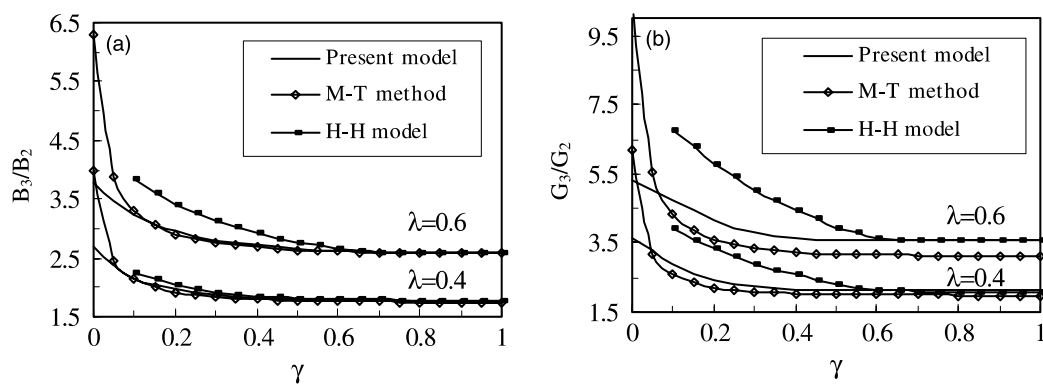 6.5
5.5
4.5
3.5
2.5
1.5
B3/B2
(a)
Present model
M-T method
H-H model
λ=0.6
λ=0.4
0 0.2 0.4 0.6 0.8 1
γ
9.5
7.5
5.5
3.5
1.5
G3/G2
(b)
Present model
M-T method
H-H model
λ=0.6
λ=0.4
0 0.2 0.4 0.6 0.8 1
γ